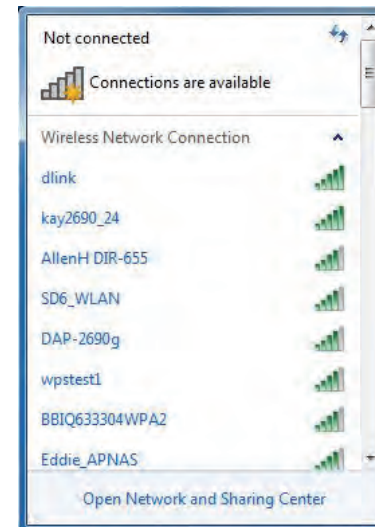 Not connected
Connections are available
Wireless Network Connection
dlink
kay2690_24
AllenH DIR-655
SD6_WLAN
DAP-2690g
wpstest1
BBIQ633304WPA2
Eddie_APNAS
Open Network and Sharing Center